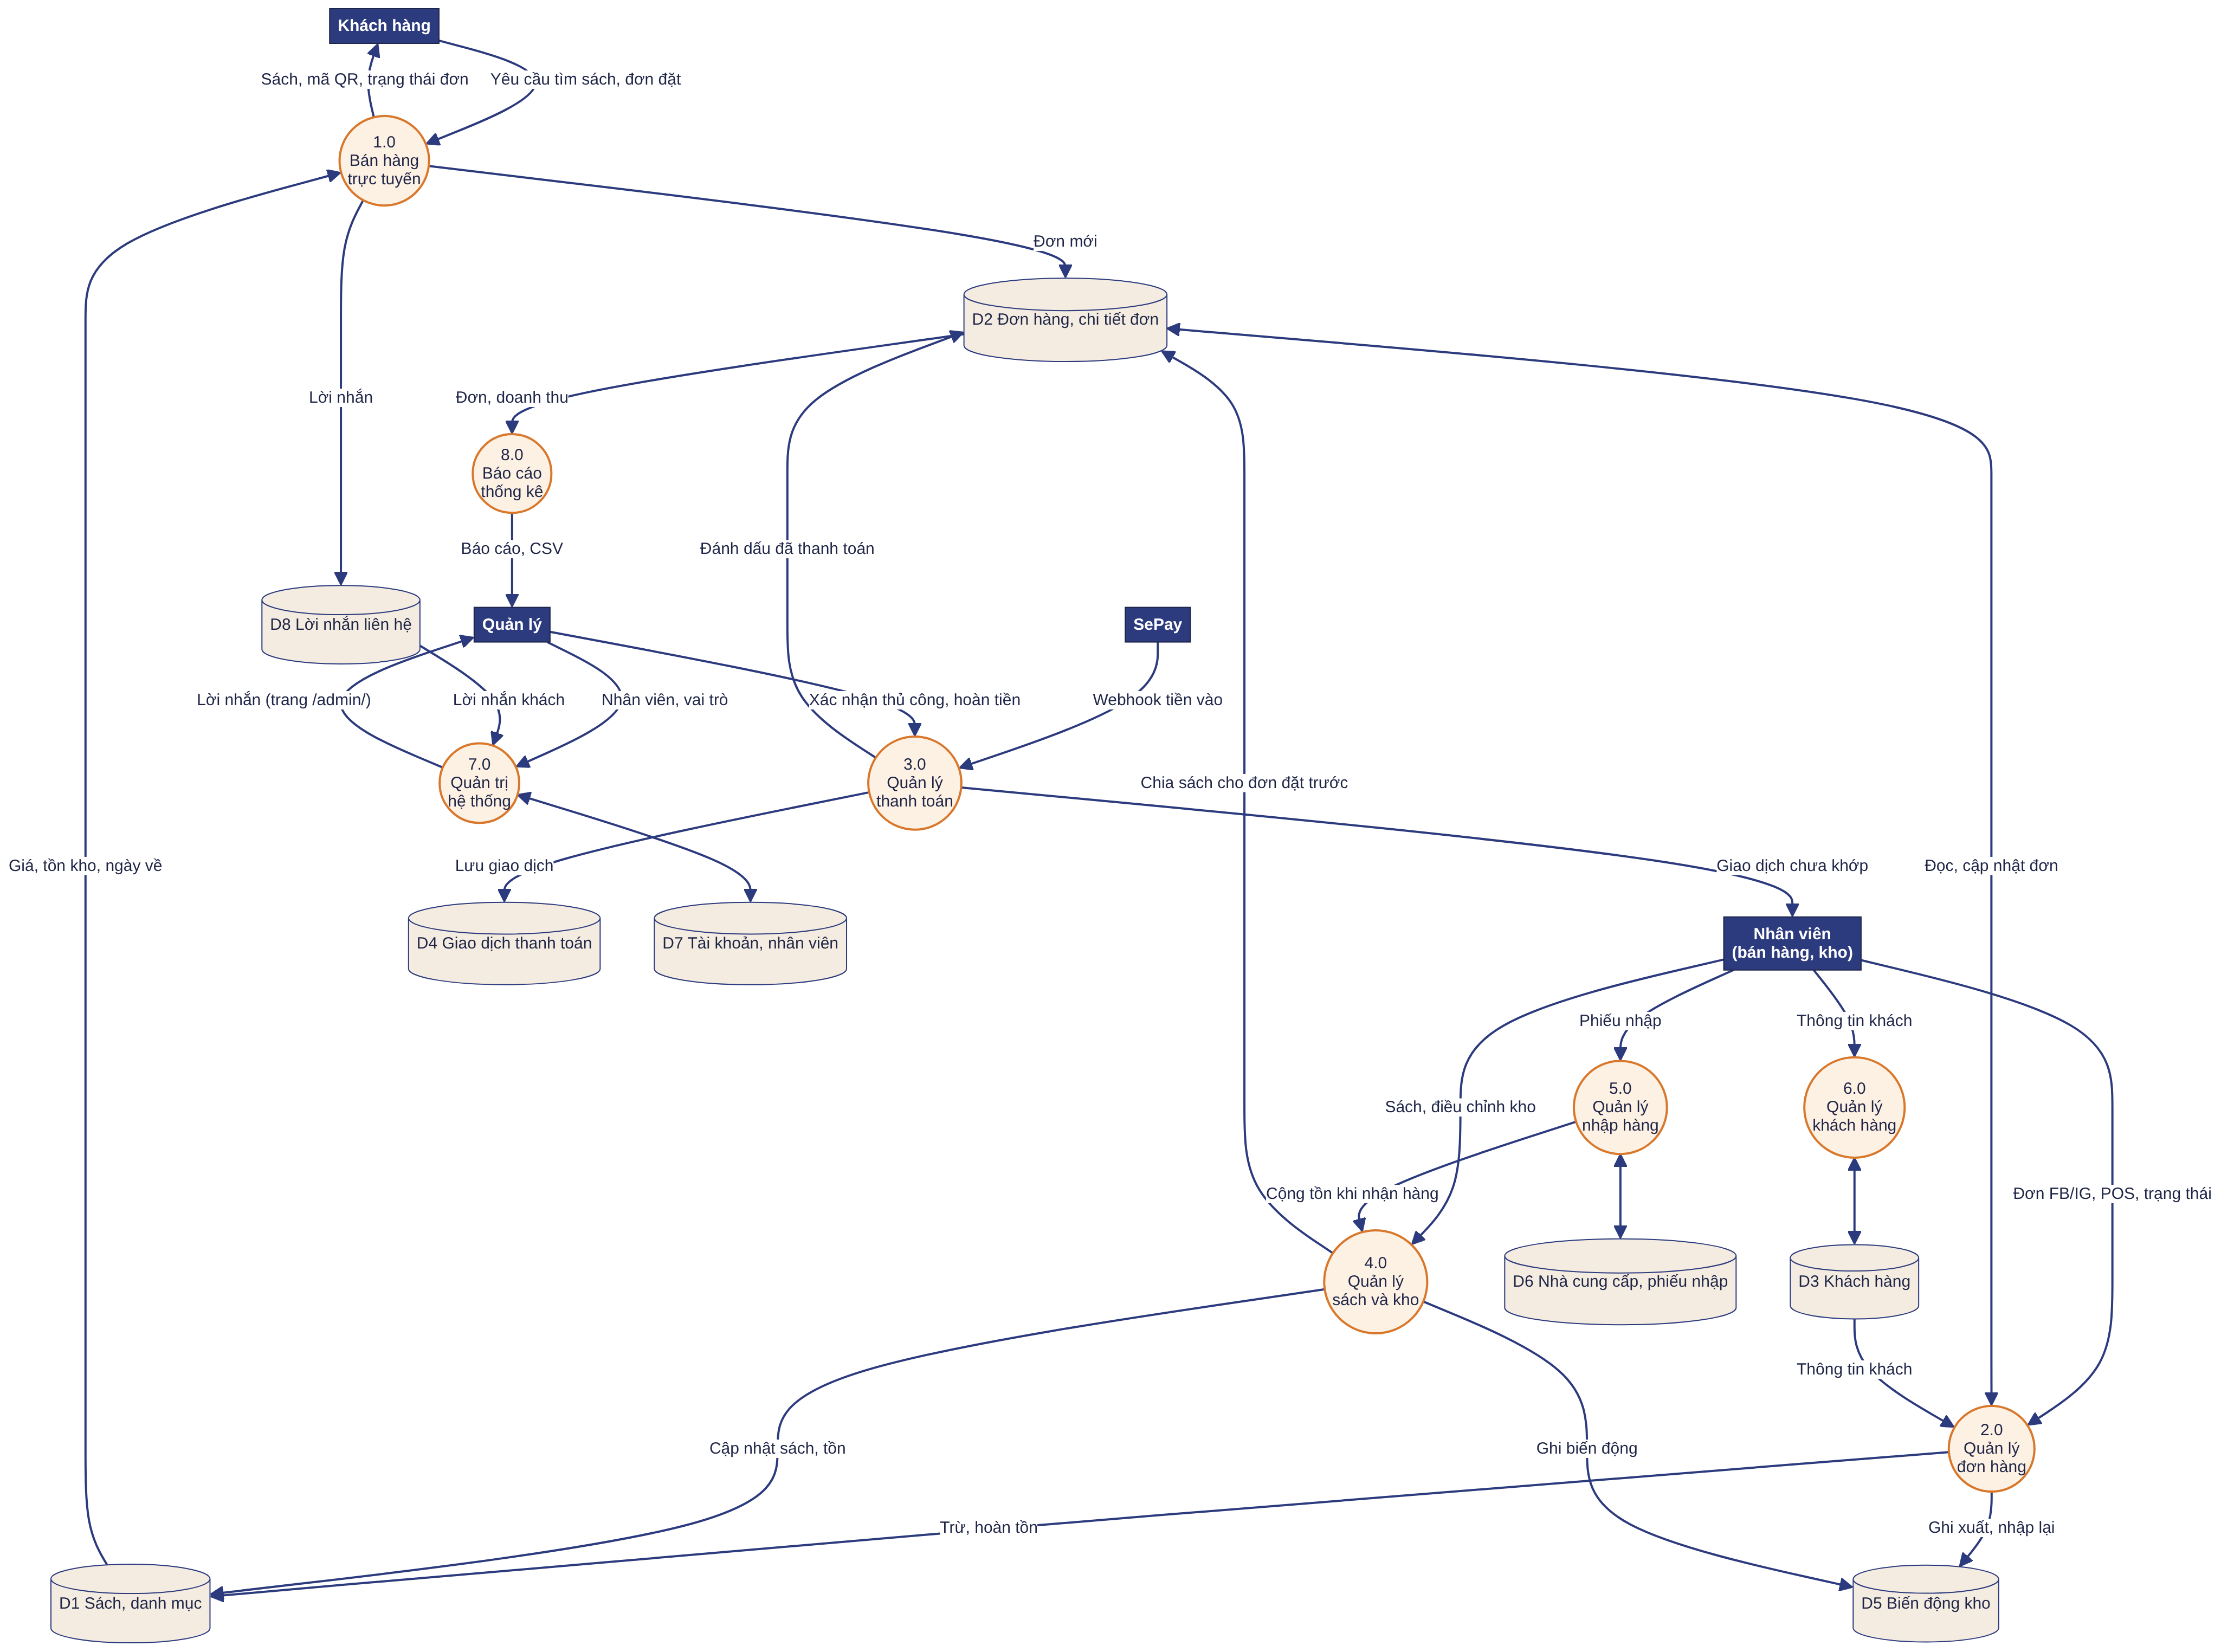 Khách hàng
Sách, mã QR, trạng thái đơn
Yêu cầu tìm sách, đơn đặt
1.0
Bán hàng
trực tuyến
Đơn mới
D2 Đơn hàng, chi tiết đơn
Lời nhắn
Đơn, doanh thu
8.0
Báo cáo
thống kê
Báo cáo, CSV
Đánh dấu đã thanh toán
D8 Lời nhắn liên hệ
Quản lý
SePay
Lời nhắn (trang /admin/)
Lời nhắn khách
Nhân viên, vai trò
Xác nhận thủ công, hoàn tiền
Webhook tiền vào
7.0
Quản trị
hệ thống
3.0
Quản lý
thanh toán
Chia sách cho đơn đặt trước
Giá, tồn kho, ngày về
Lưu giao dịch
Giao dịch chưa khớp
Đọc, cập nhật đơn
D4 Giao dịch thanh toán
D7 Tài khoản, nhân viên
Nhân viên
(bán hàng, kho)
Phiếu nhập
Thông tin khách
Sách, điều chỉnh kho
5.0
Quản lý
nhập hàng
6.0
Quản lý
khách hàng
Cộng tồn khi nhận hàng
Đơn FB/IG, POS, trạng thái
4.0
Quản lý
sách và kho
D6 Nhà cung cấp, phiếu nhập
D3 Khách hàng
Thông tin khách
Cập nhật sách, tồn
Ghi biến động
2.0
Quản lý
đơn hàng
Trừ, hoàn tồn
Ghi xuất, nhập lại
D1 Sách, danh mục
D5 Biến động kho